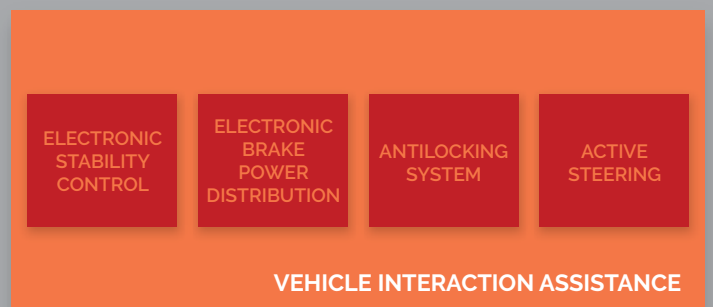 ELECTRONIC
STABILITY
CONTROL
ELECTRONIC
BRAKE
POWER
DISTRIBUTION
ANTILOCKING
SYSTEM
ACTIVE
STEERING
VEHICLE INTERACTION ASSISTANCE